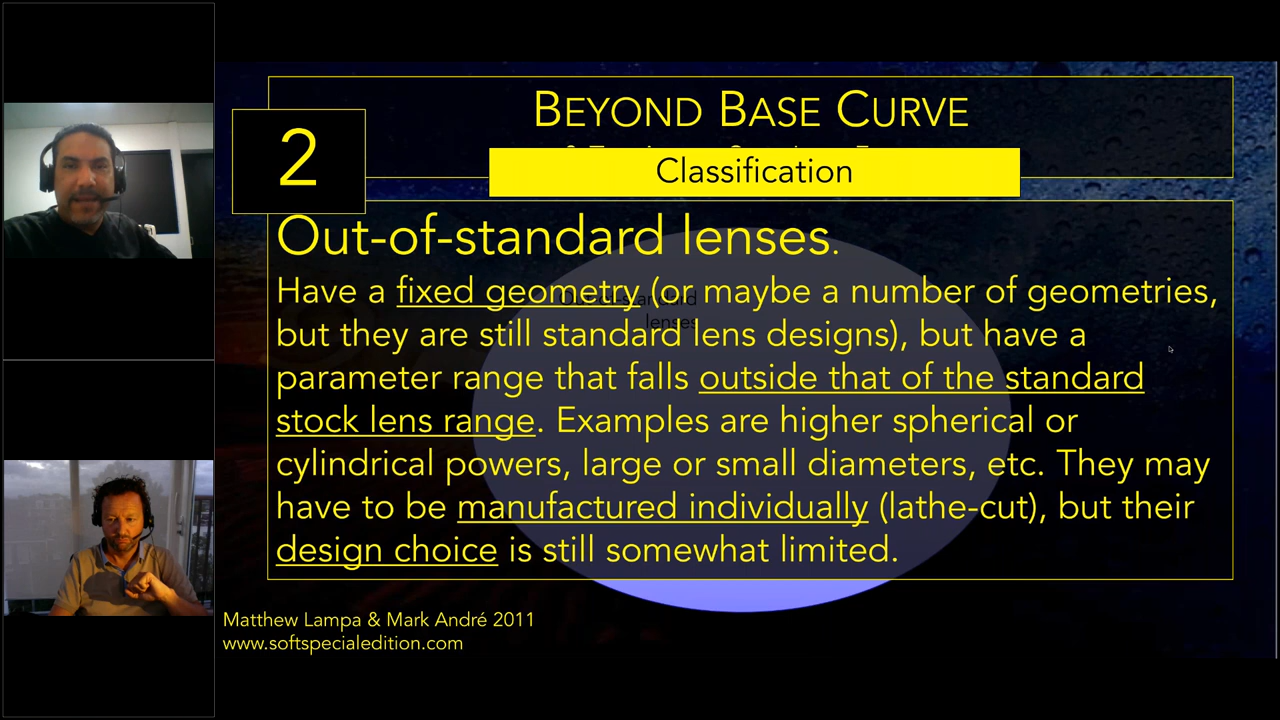 BEYOND BASE CURVE
2
Classification
Out-of-standard lenses.
Have a fixed geometry (or maybe a number of geometries,
but they are still standard lens designs), but have a
parameter range that falls outside that of the standard
stock lens range. Examples are higher spherical or
cylindrical powers, large or small diameters, etc. They may
have to be manufactured individually (lathe-cut), but their
design choice is still somewhat limited.
Matthew Lampa & Mark André 2011
www.softspecialedition.com